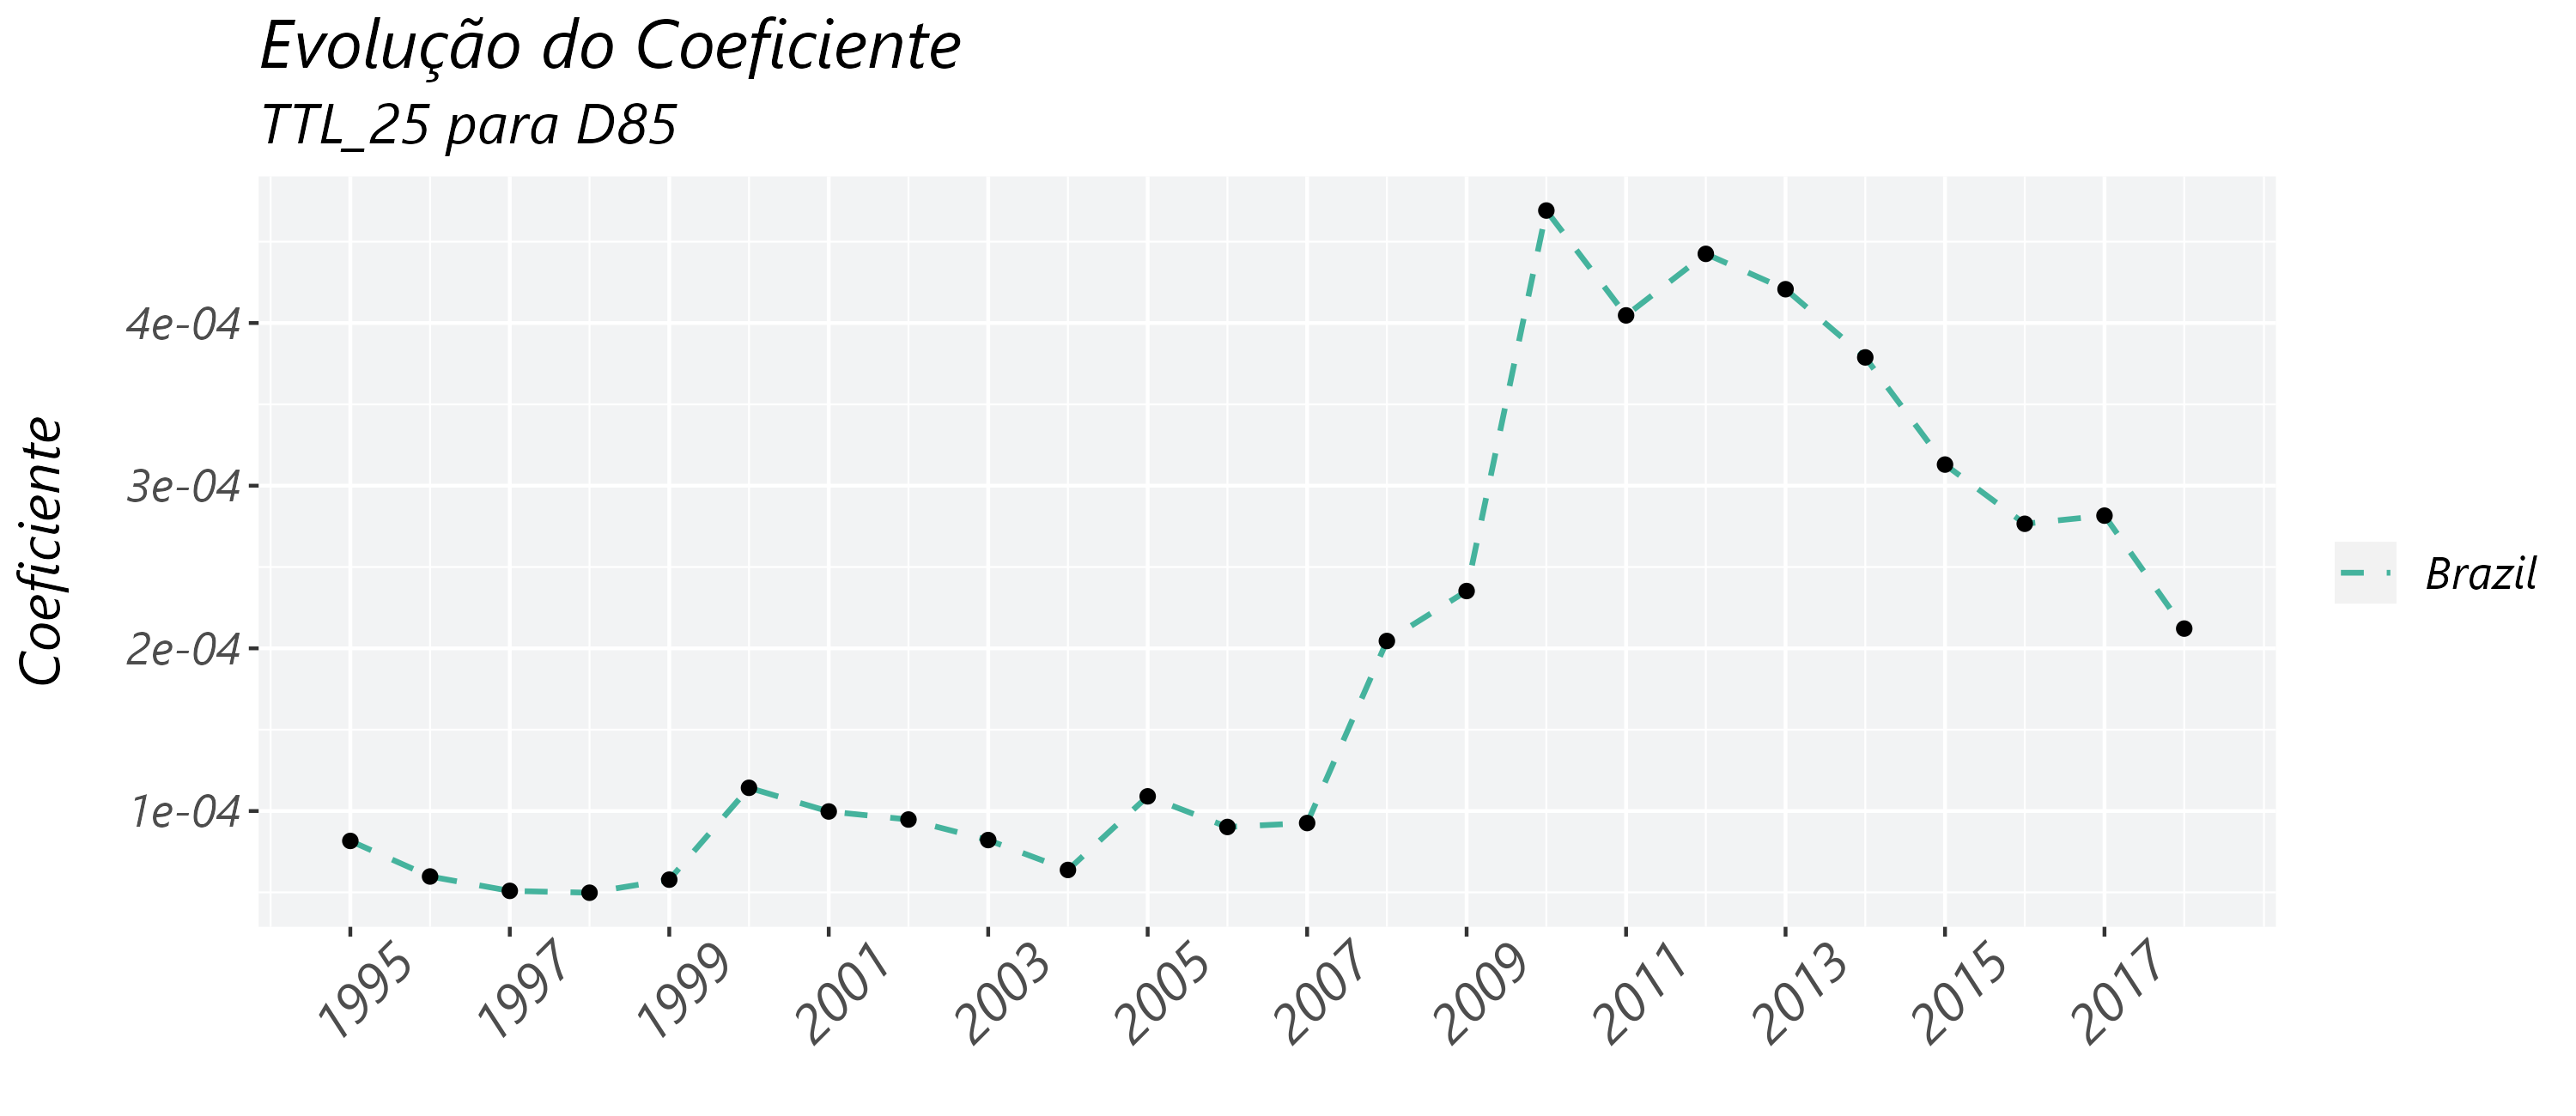 Evolução do Coeficiente
TTL_25 para D85
Coeficiente
4e-04
3e-04
2e-04
1e-04
1995
1997
1999
2001
2003
2005
2007
2009
2011
2013
2015
2017
Brazil